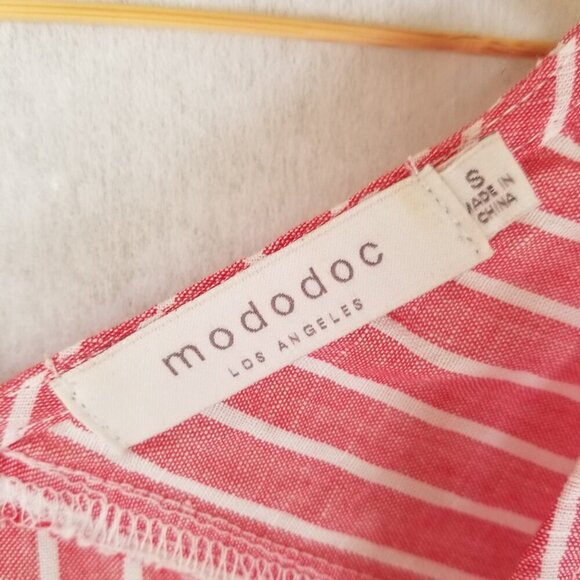 mododoc
LOS ANGELES
S
MADE IN
CHINA